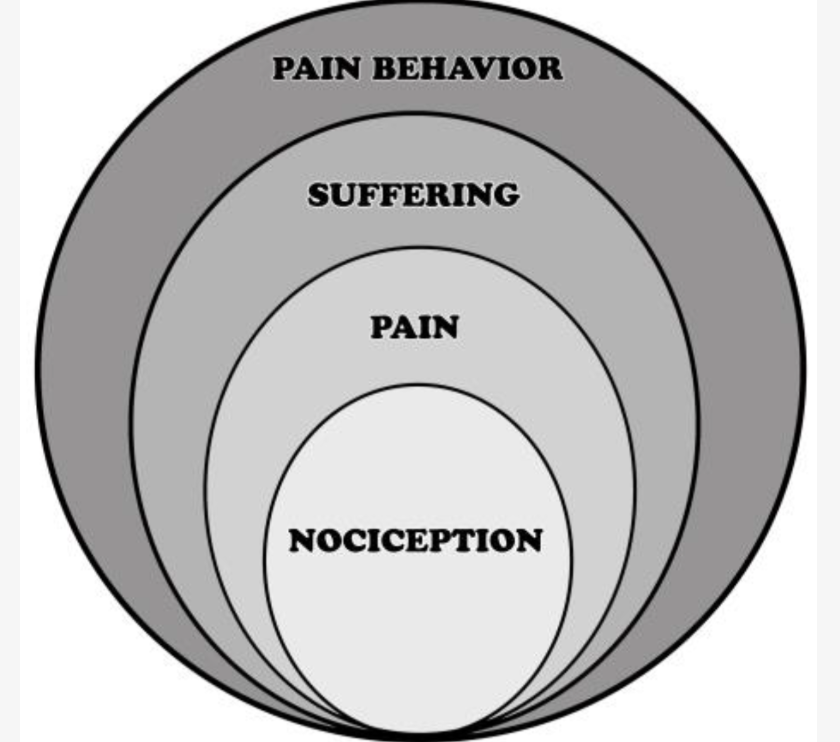 PAIN BEHAVIOR
SUFFERING
PAIN
NOCICEPTION